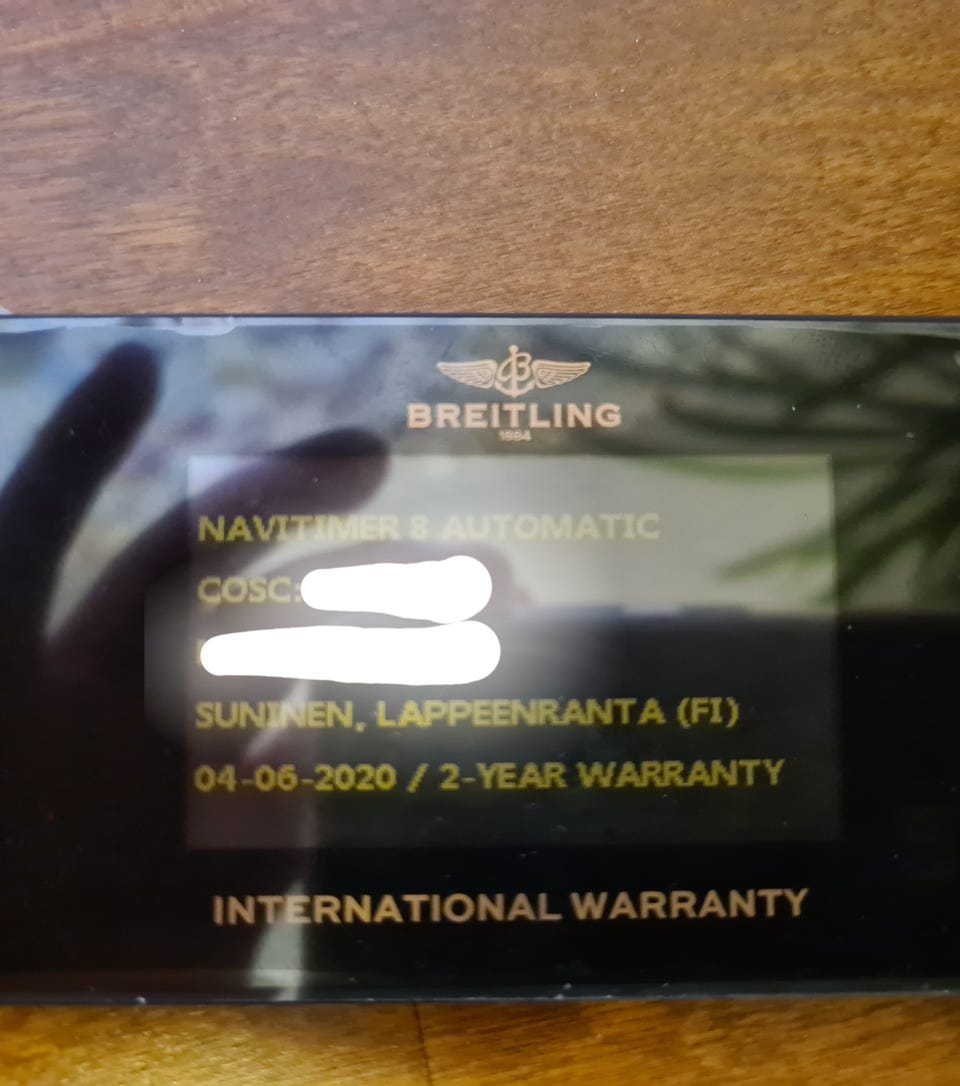 BREITLING
1884
NAVITIMER 8 AUTOMATIC
COSC:
SUNINEN, LAPPEENRANTA (FI)
04-06-2020 / 2-YEAR WARRANTY
INTERNATIONAL WARRANTY